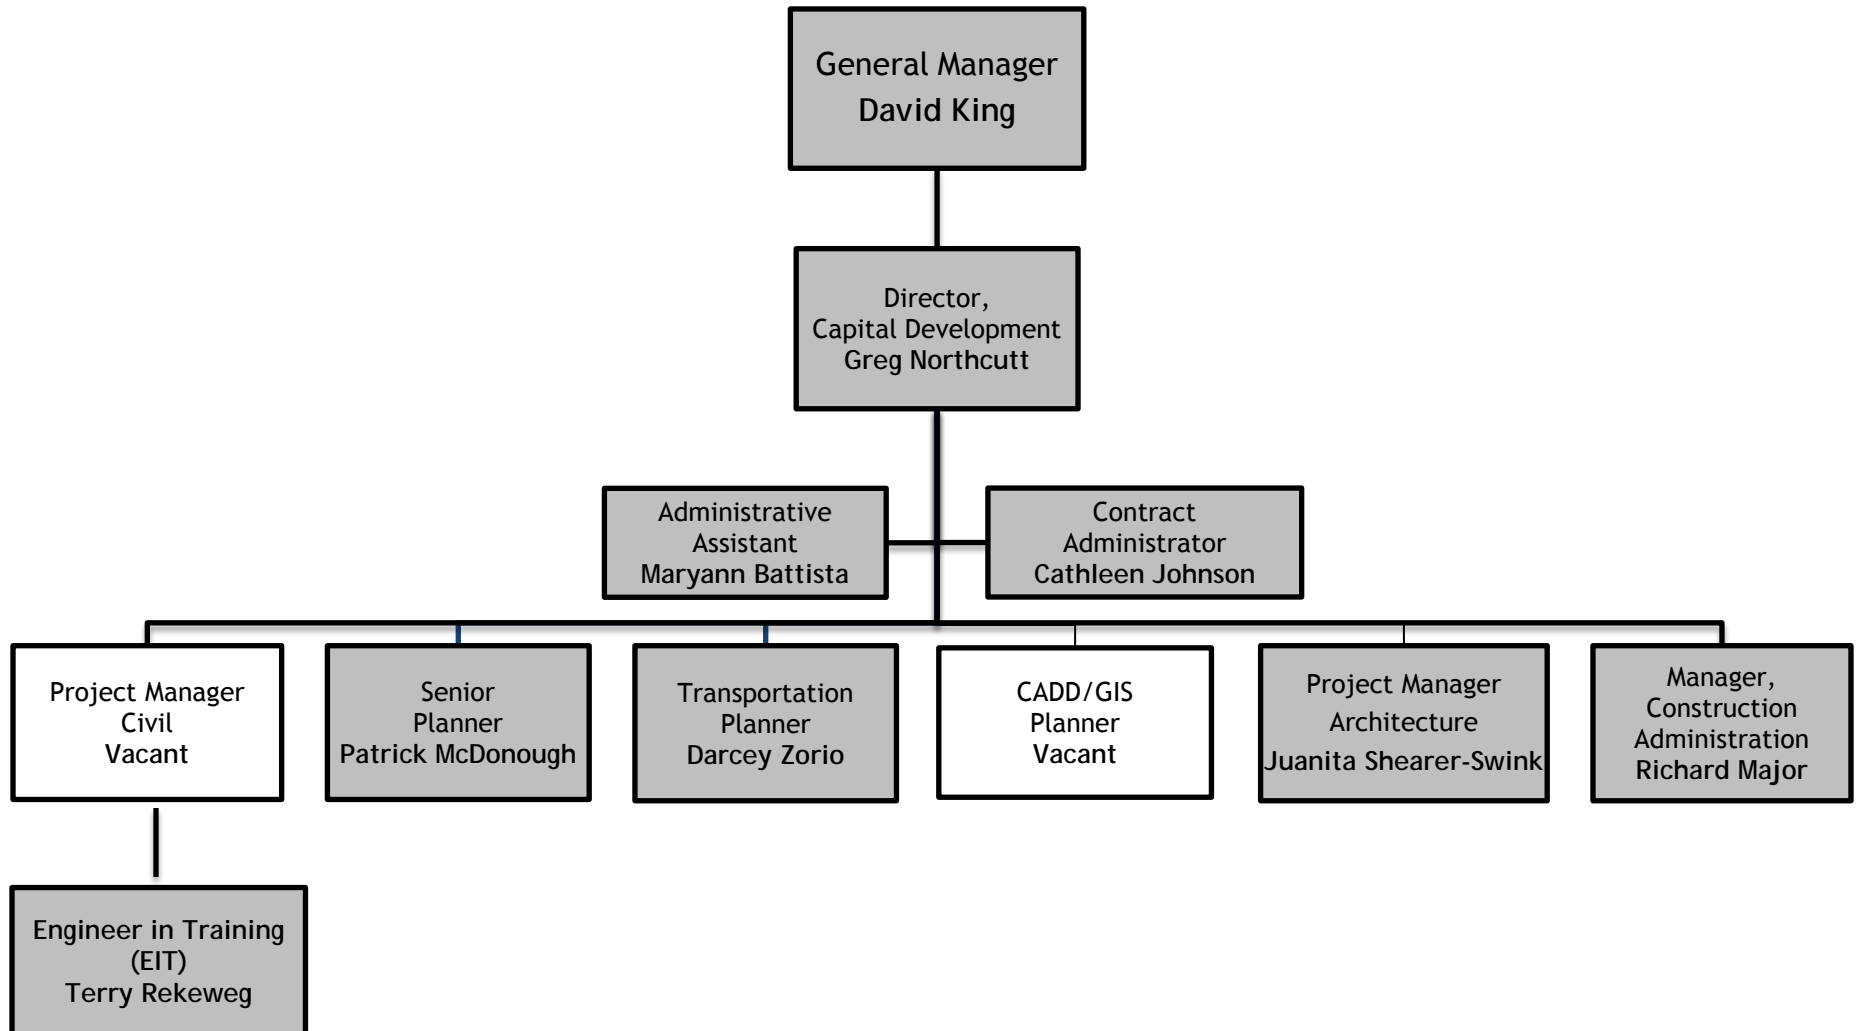 General Manager
David King
Director,
Capital Development
Greg Northcutt
Administrative
Assistant
Maryann Battista
Contract
Administrator
Cathleen Johnson
Project Manager
Civil
Vacant
Senior
Planner
Patrick McDonough
Transportation
Planner
Darcey Zorio
CADD/GIS
Planner
Vacant
Project Manager
Architecture
Juanita Shearer-Swink
Manager,
Construction
Administration
Richard Major
Engineer in Training
(EIT)
Terry Rekeweg